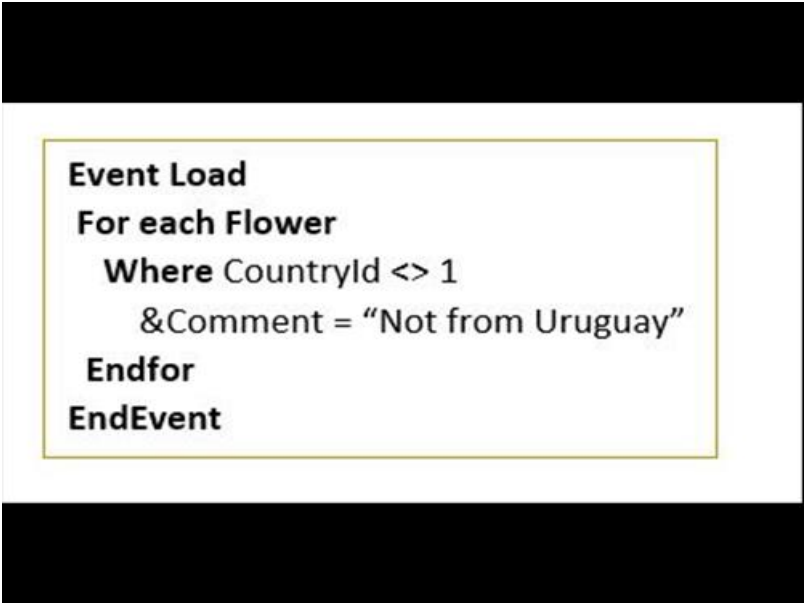 Event Load
For each Flower
Where CountryId <> 1
&Comment = “Not from Uruguay”
Endfor
EndEvent